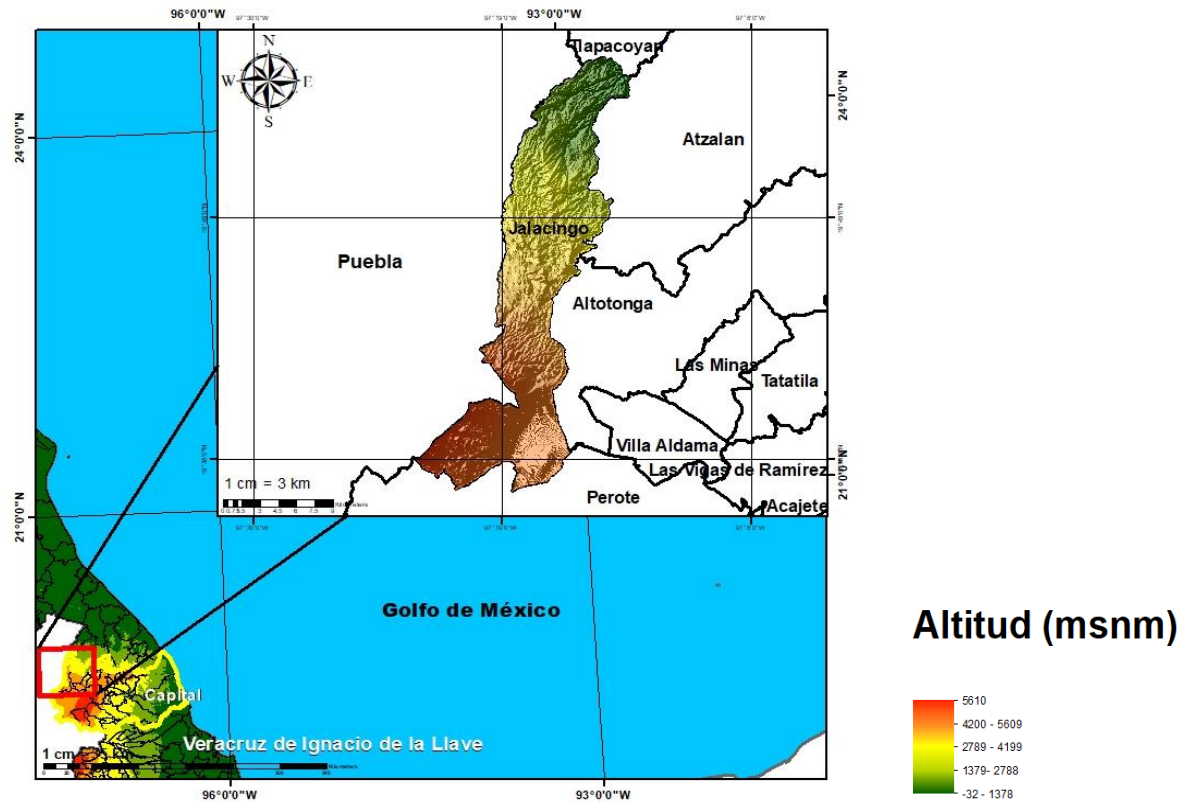 96°0'0"W 93°0'0"W
Tlapacoyan
N
W E
S
24°0'0"N
24°0'0"N
Atzalan
Jalacingo
Puebla
Altotonga
Las Minas
Tatatila
Villa Aldama
Las Vigas de Ramírez
1 cm = 3 km
Perote
Acajete
21°0'0"N
21°0'0"N
Golfo de México
Altitud (msnm)
Capital
5610
4200 - 5609
2789 - 4199
1379- 2788
-32 - 1378
Veracruz de Ignacio de la Llave
1 cm
96°0'0"W 93°0'0"W